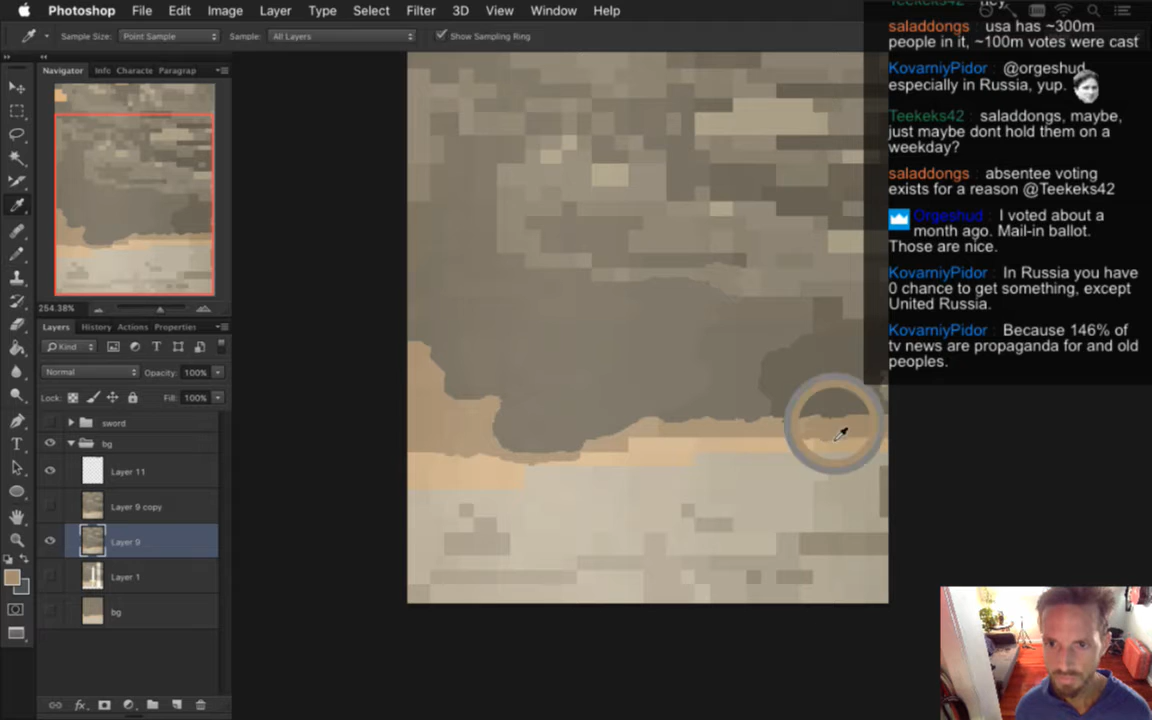 Photoshop File Edit Image Layer Type Select Filter 3D View Window Help
Sample Size: Point Sample Sample: All Layers Show Sampling Ring
Navigator Info Characte Paragrap
254.38%
Layers History Actions Properties
Kind
Normal Opacity: 100%
Lock: Fill: 100%
sword
bg
Layer 11
Layer 9 copy
Layer 9
Layer 1
bg
fx
saladdongs usa has ~300m
people in it, ~100m votes were cast
KovarniyPidor : @orgeshud
especially in Russia, yup.
Teekeks42 : saladdongs, maybe,
just maybe dont hold them on a
weekday?
saladdongs : absentee voting
exists for a reason @Teekeks42
Orgeshud : I voted about a
month ago. Mail-in ballot.
Those are nice.
KovarniyPidor : In Russia you have
0 chance to get something, except
United Russia.
KovarniyPidor : Because 146% of
tv news are propaganda for and old
peoples.